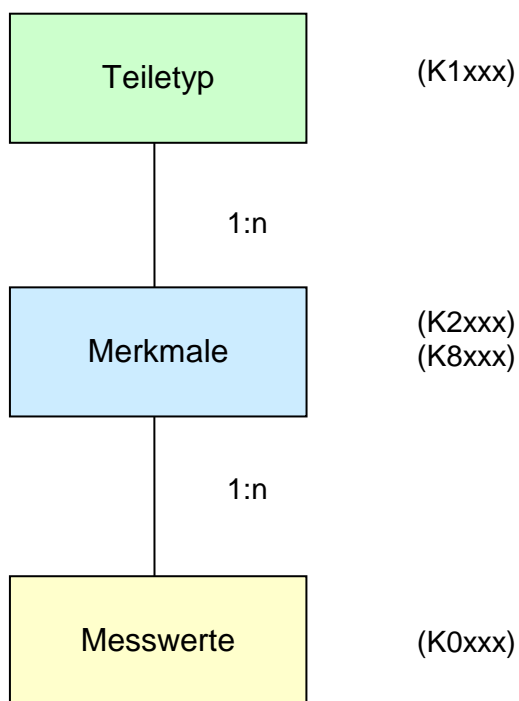 Teiletyp
(K1xxx)
1:n
Merkmale
(K2xxx)
(K8xxx)
1:n
Messwerte
(K0xxx)